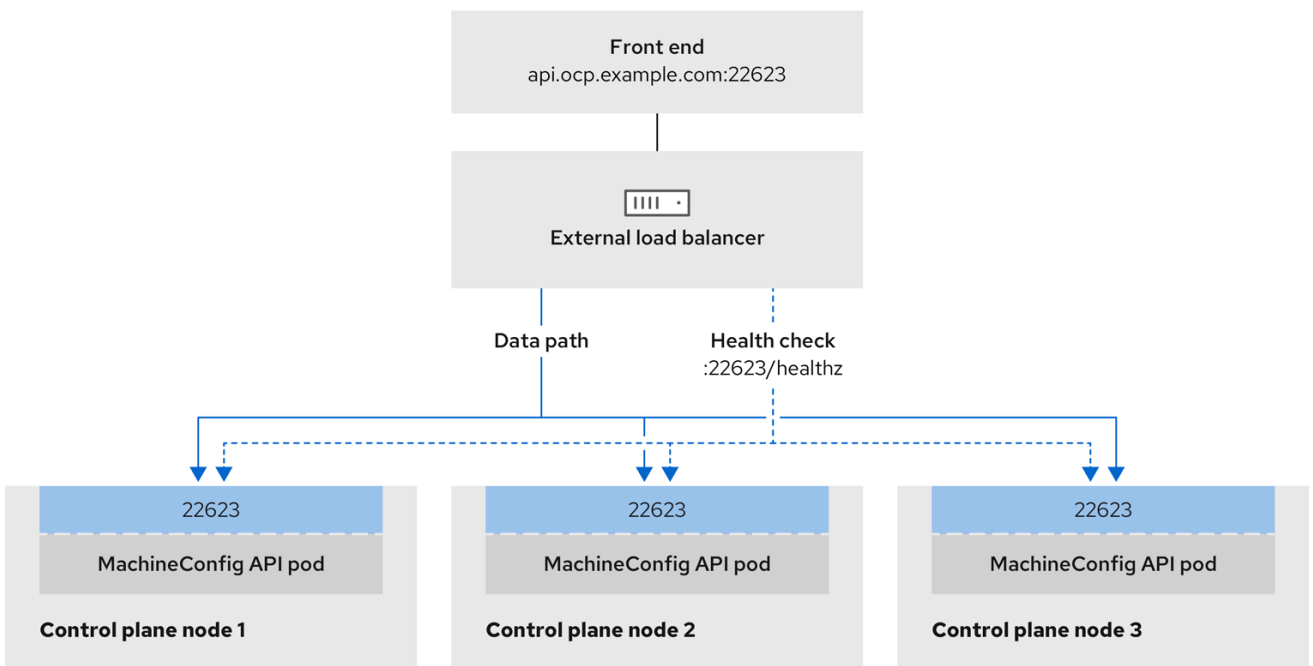 Front end
api.ocp.example.com:22623
External load balancer
Data path
Health check
:22623/healthz
22623
MachineConfig API pod
Control plane node 1
22623
MachineConfig API pod
Control plane node 2
22623
MachineConfig API pod
Control plane node 3